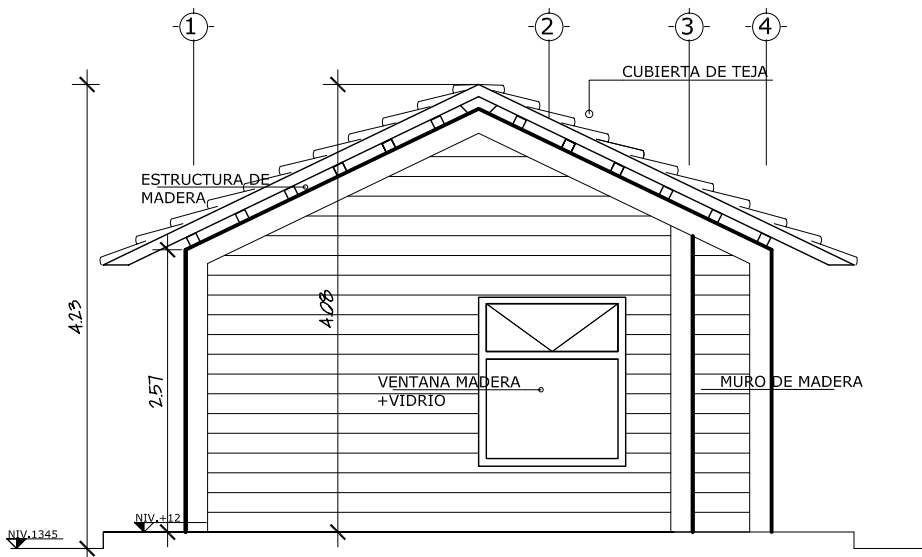 1
2
3
4
CUBIERTA DE TEJA
ESTRUCTURA DE
MADERA
4.23
4.08
2.57
VENTANA MADERA
+VIDRIO
MURO DE MADERA
NIV.+12
NIV.1345